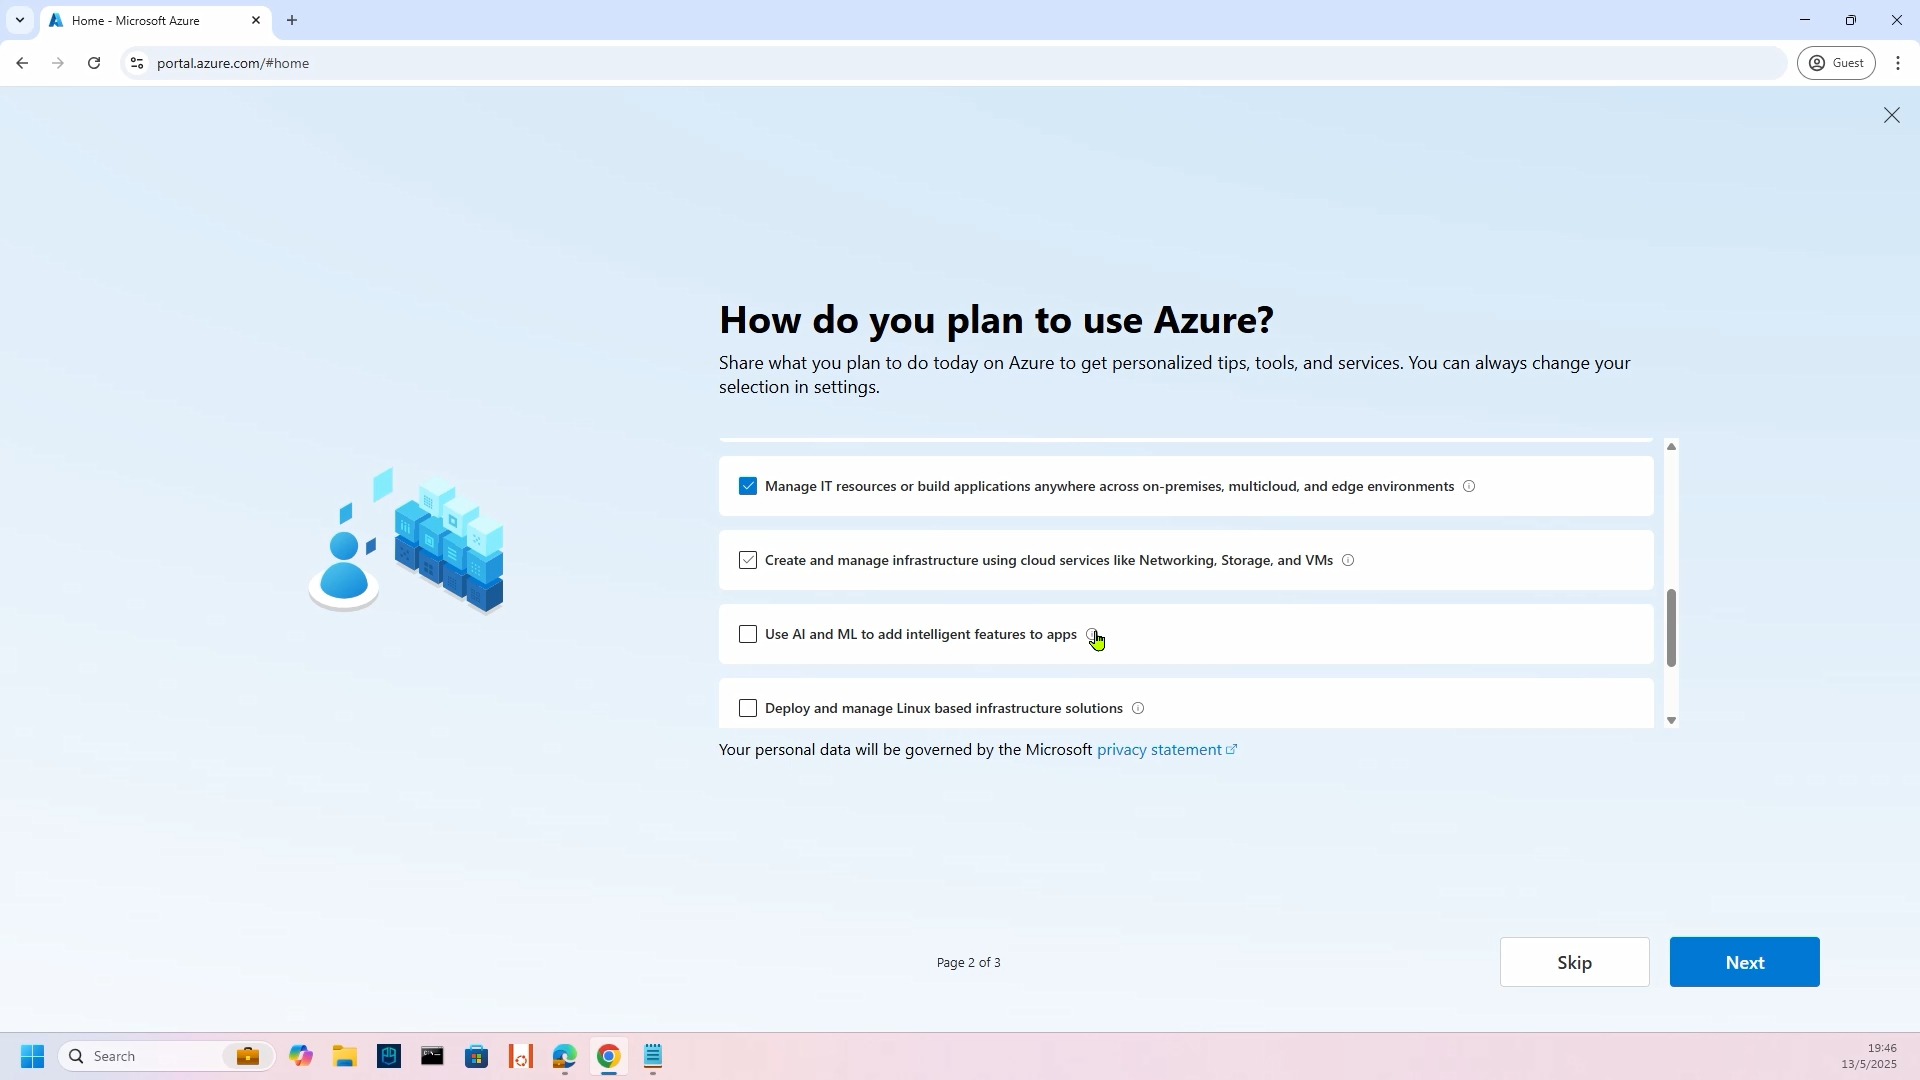 Home - Microsoft Azure
portal.azure.com/#home
Guest
How do you plan to use Azure?
Share what you plan to do today on Azure to get personalized tips, tools, and services. You can always change your
selection in settings.
Manage IT resources or build applications anywhere across on-premises, multicloud, and edge environments
Create and manage infrastructure using cloud services like Networking, Storage, and VMs
Use AI and ML to add intelligent features to apps
Deploy and manage Linux based infrastructure solutions
Your personal data will be governed by the Microsoft privacy statement
Page 2 of 3
Skip
Next
Search
19:46
13/5/2025